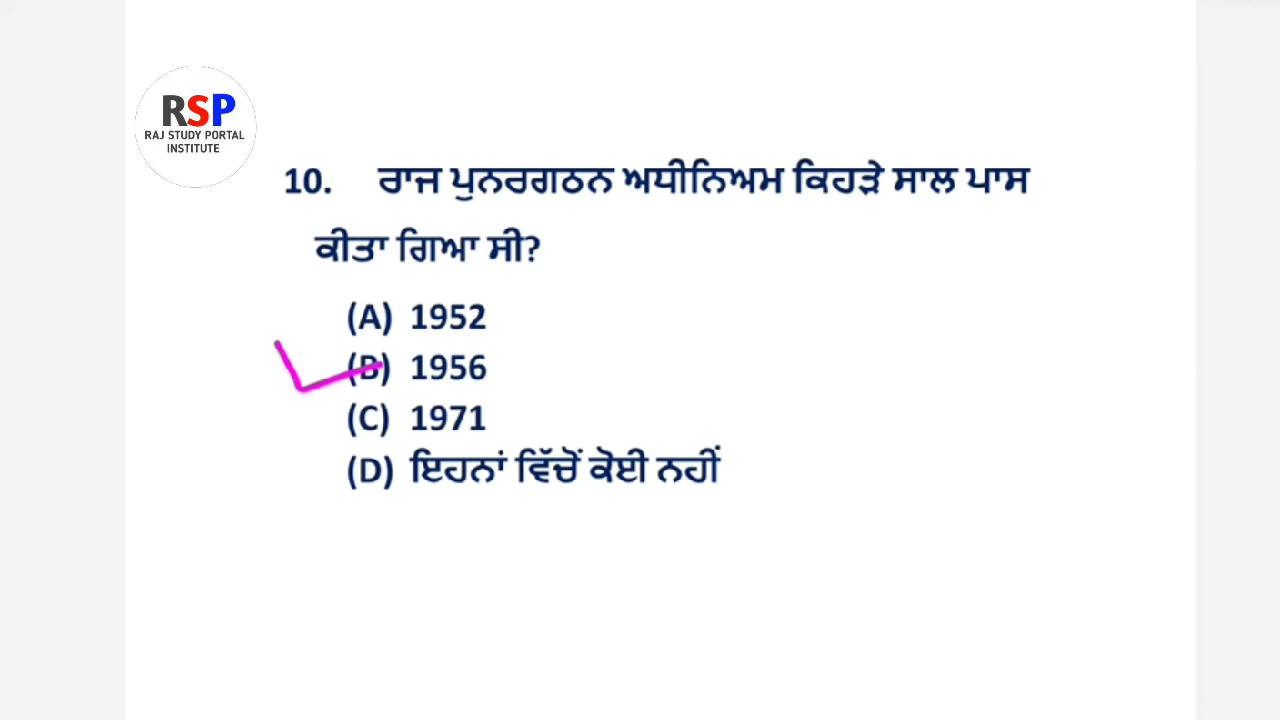 RSP
RAJ STUDY PORTAL
INSTITUTE
10. ਰਾਜ ਪੁਨਰਗਠਨ ਅਧੀਨਿਅਮ ਕਿਹੜੇ ਸਾਲ ਪਾਸ
ਕੀਤਾ ਗਿਆ ਸੀ?
(A) 1952
(B) 1956
(C) 1971
(D) ਇਹਨਾਂ ਵਿੱਚੋਂ ਕੋਈ ਨਹੀਂ